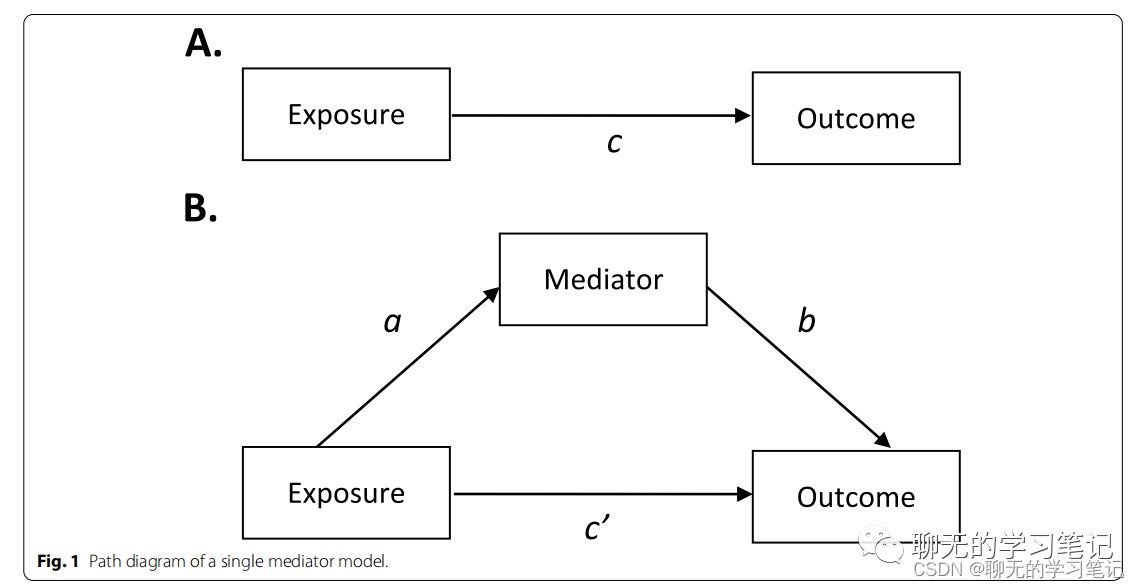 A.
Exposure
Outcome
c
B.
Mediator
a
b
Exposure
Outcome
c’
Fig. 1 Path diagram of a single mediator model.
聊无的学习笔记
CSDN @聊无的学习笔记